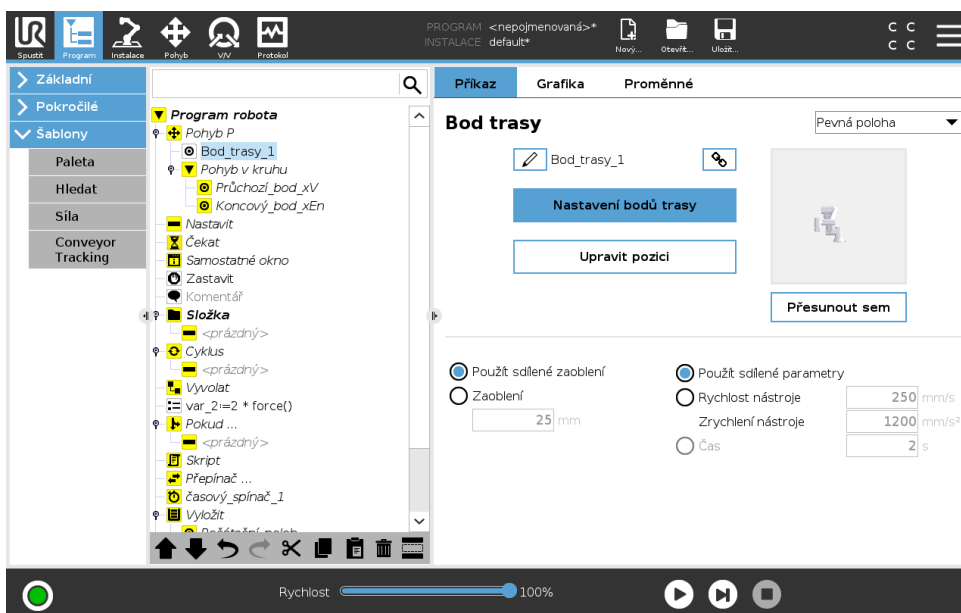 UR
PROGRAM <nepojmenovaná>*
INSTALACE default*
Spustit
Program
Instalace
Pohyb
V/V
Protokol
Nový...
Otevřít...
Uložit...
C C
C C
Základní
Pokročilé
Šablony
Paleta
Hledat
Síla
Conveyor
Tracking
Program robota
Pohyb P
Bod_trasy_1
Pohyb v kruhu
Průchozí_bod_xV
Koncový_bod_xEn
Nastavit
Čekat
Samostatné okno
Zastavit
Komentář
Složka
<prázdný>
Cyklus
<prázdný>
Vyvolat
var_2≔2 * force()
Pokud ...
<prázdný>
Skript
Přepínač ...
časový_spínač_1
Vyložit
Příkaz
Grafika
Proměnné
Bod trasy
Pevná poloha
Bod_trasy_1
Nastavení bodů trasy
Upravit pozici
Přesunout sem
Použít sdílené zaoblení
Zaoblení
25 mm
Použít sdílené parametry
Rychlost nástroje 250 mm/s
Zrychlení nástroje 1200 mm/s²
Čas 2 s
Rychlost 100%